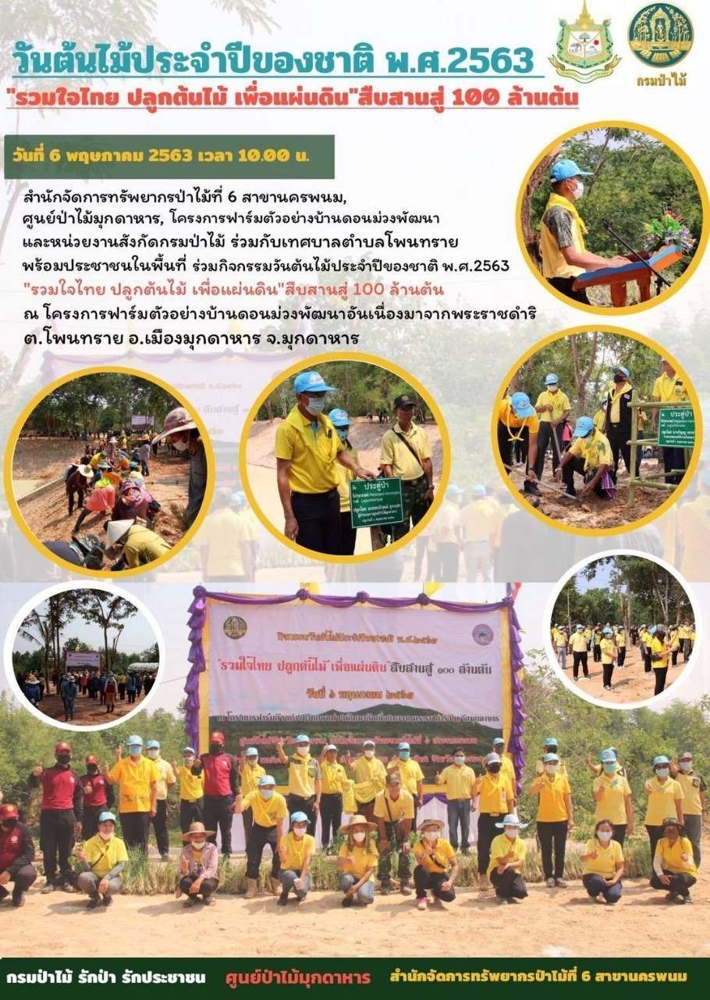 วันต้นไม้ประจำปีของชาติ พ.ศ.2563
"รวมใจไทย ปลูกต้นไม้ เพื่อแผ่นดิน"สืบสานสู่ 100 ล้านต้น
กรมป่าไม้
วันที่ 6 พฤษภาคม 2563 เวลา 10.00 น.
สำนักจัดการทรัพยากรป่าไม้ที่ 6 สาขานครพนม,
ศูนย์ป่าไม้มุกดาหาร, โครงการฟาร์มตัวอย่างบ้านดอนม่วงพัฒนา
และหน่วยงานสังกัดกรมป่าไม้ ร่วมกับเทศบาลตำบลโพนทราย
พร้อมประชาชนในพื้นที่ ร่วมกิจกรรมวันต้นไม้ประจำปีของชาติ พ.ศ.2563
"รวมใจไทย ปลูกต้นไม้ เพื่อแผ่นดิน"สืบสานสู่ 100 ล้านต้น
ณ โครงการฟาร์มตัวอย่างบ้านดอนม่วงพัฒนาอันเนื่องมาจากพระราชดำริ
ต.โพนทราย อ.เมืองมุกดาหาร จ.มุกดาหาร
ประดู่ป่า
ประดู่ป่า
"รวมใจไทย ปลูกต้นไม้ เพื่อแผ่นดิน" สืบสานสู่ ๑๐๐ ล้านต้น
วันที่ ๖ พฤษภาคม ๒๕๖๓
กรมป่าไม้ รักป่า รักประชาชน
ศูนย์ป่าไม้มุกดาหาร
สำนักจัดการทรัพยากรป่าไม้ที่ 6 สาขานครพนม